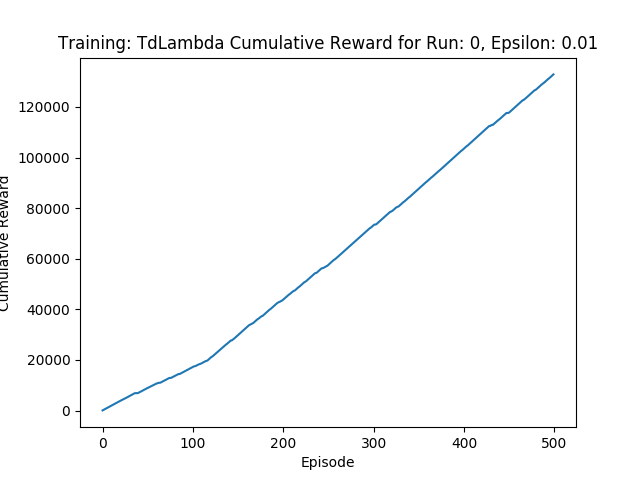 Training: TdLambda Cumulative Reward for Run: 0, Epsilon: 0.01
120000
100000
80000
60000
40000
20000
0
Cumulative Reward
0 100 200 300 400 500
Episode